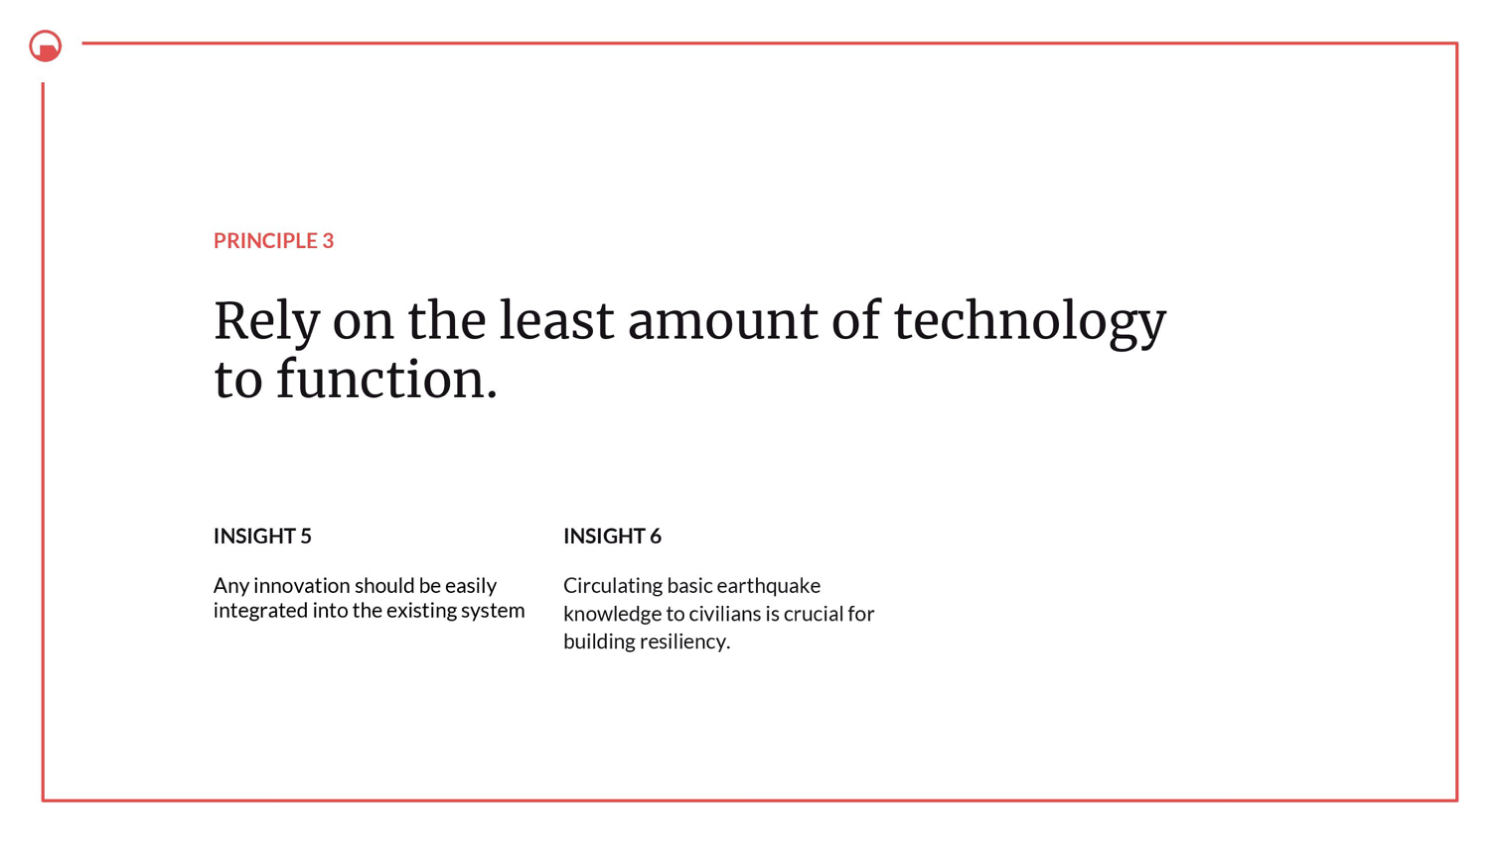 PRINCIPLE 3
Rely on the least amount of technology
to function.
INSIGHT 5
Any innovation should be easily
integrated into the existing system
INSIGHT 6
Circulating basic earthquake
knowledge to civilians is crucial for
building resiliency.